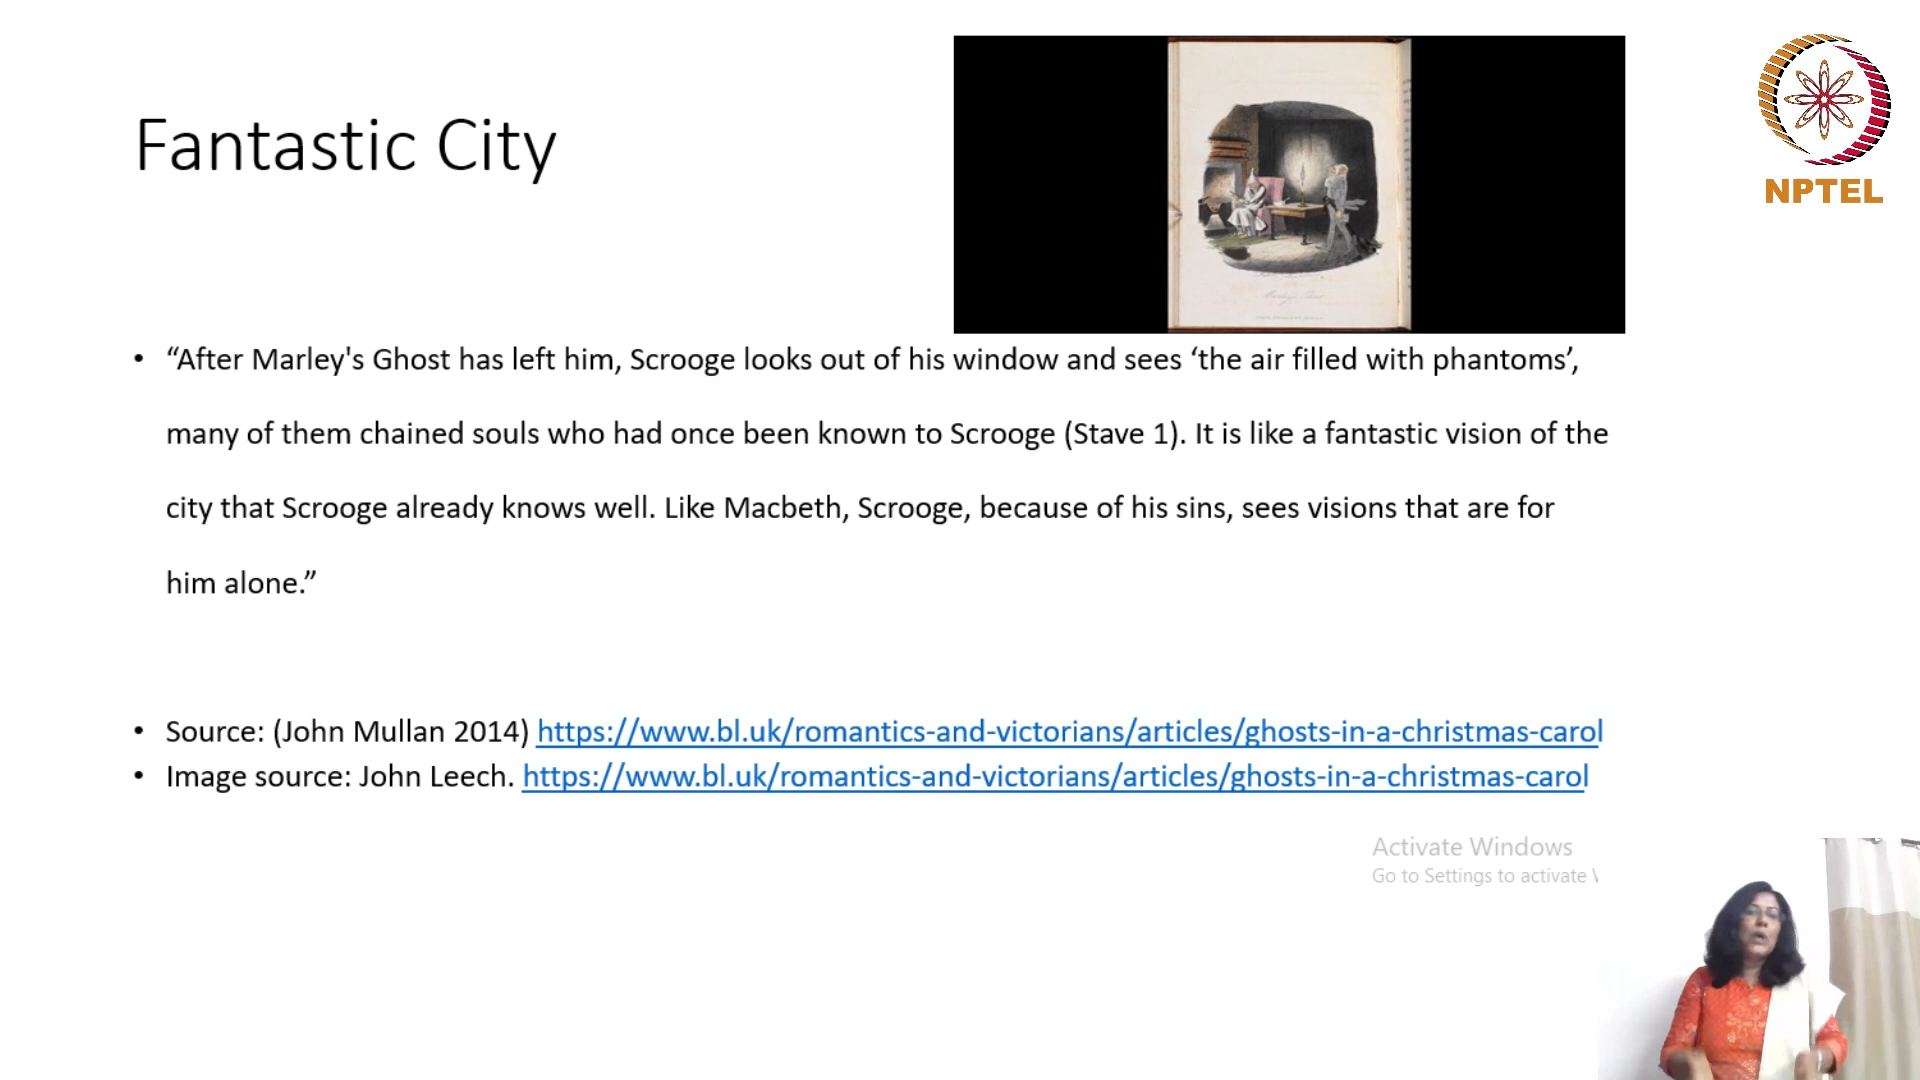 Fantastic City
NPTEL
Marley's Ghost
• “After Marley's Ghost has left him, Scrooge looks out of his window and sees ‘the air filled with phantoms’,
many of them chained souls who had once been known to Scrooge (Stave 1). It is like a fantastic vision of the
city that Scrooge already knows well. Like Macbeth, Scrooge, because of his sins, sees visions that are for
him alone.”
• Source: (John Mullan 2014) https://www.bl.uk/romantics-and-victorians/articles/ghosts-in-a-christmas-carol
• Image source: John Leech. https://www.bl.uk/romantics-and-victorians/articles/ghosts-in-a-christmas-carol
Activate Windows
Go to Settings to activate